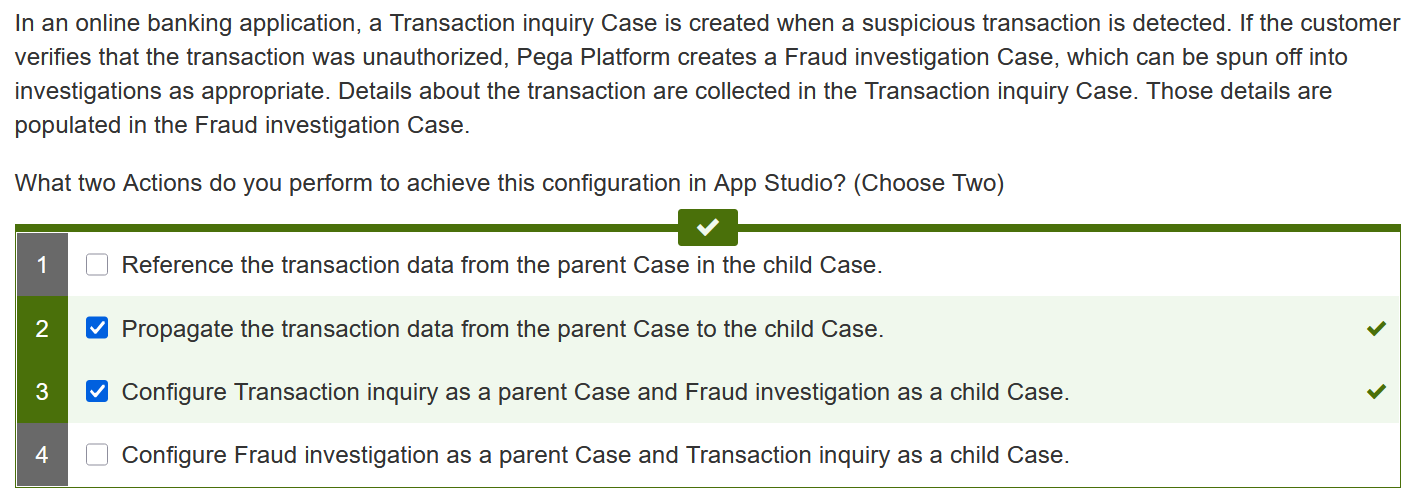 In an online banking application, a Transaction inquiry Case is created when a suspicious transaction is detected. If the customer
verifies that the transaction was unauthorized, Pega Platform creates a Fraud investigation Case, which can be spun off into
investigations as appropriate. Details about the transaction are collected in the Transaction inquiry Case. Those details are
populated in the Fraud investigation Case.
What two Actions do you perform to achieve this configuration in App Studio? (Choose Two)
1 Reference the transaction data from the parent Case in the child Case.
2 Propagate the transaction data from the parent Case to the child Case.
3 Configure Transaction inquiry as a parent Case and Fraud investigation as a child Case.
4 Configure Fraud investigation as a parent Case and Transaction inquiry as a child Case.